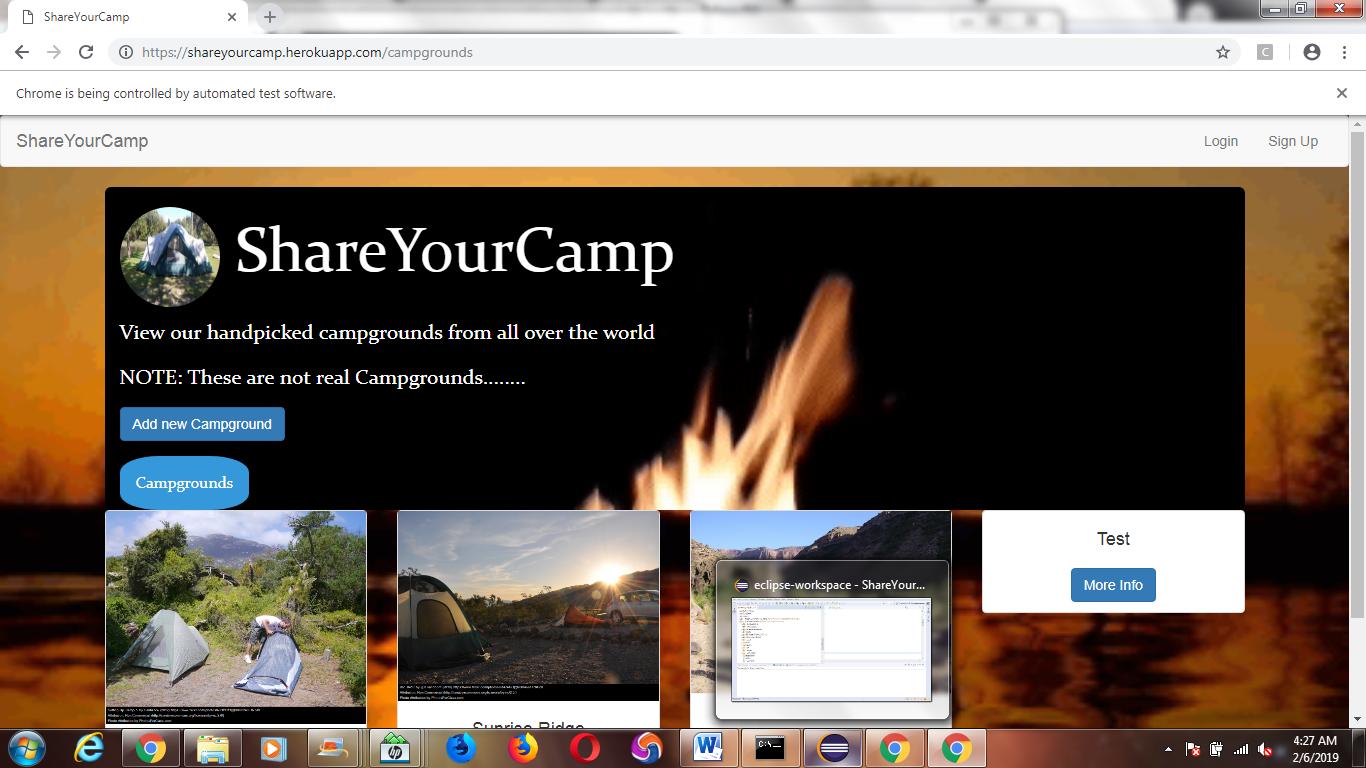 ShareYourCamp
https://shareyourcamp.herokuapp.com/campgrounds
C
Chrome is being controlled by automated test software.
ShareYourCamp
Login
Sign Up
ShareYourCamp
View our handpicked campgrounds from all over the world
NOTE: These are not real Campgrounds........
Add new Campground
Campgrounds
Test
More Info
eclipse-workspace - ShareYour...
Sunrise Ridge
hp
W
C:\_
4:27 AM
2/6/2019